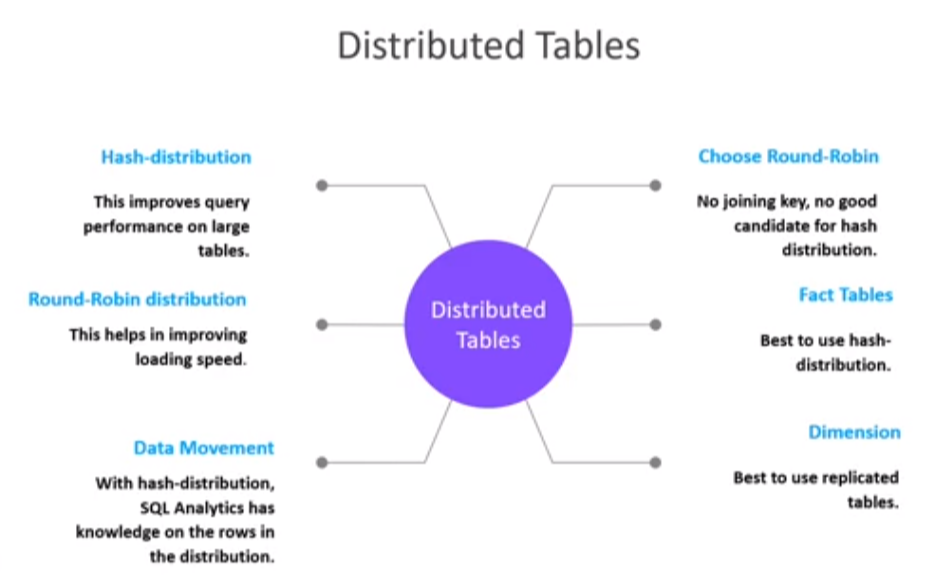 Distributed Tables
Hash-distribution
This improves query
performance on large
tables.
Round-Robin distribution
This helps in improving
loading speed.
Data Movement
With hash-distribution,
SQL Analytics has
knowledge on the rows in
the distribution.
Distributed
Tables
Choose Round-Robin
No joining key, no good
candidate for hash
distribution.
Fact Tables
Best to use hash-
distribution.
Dimension
Best to use replicated
tables.